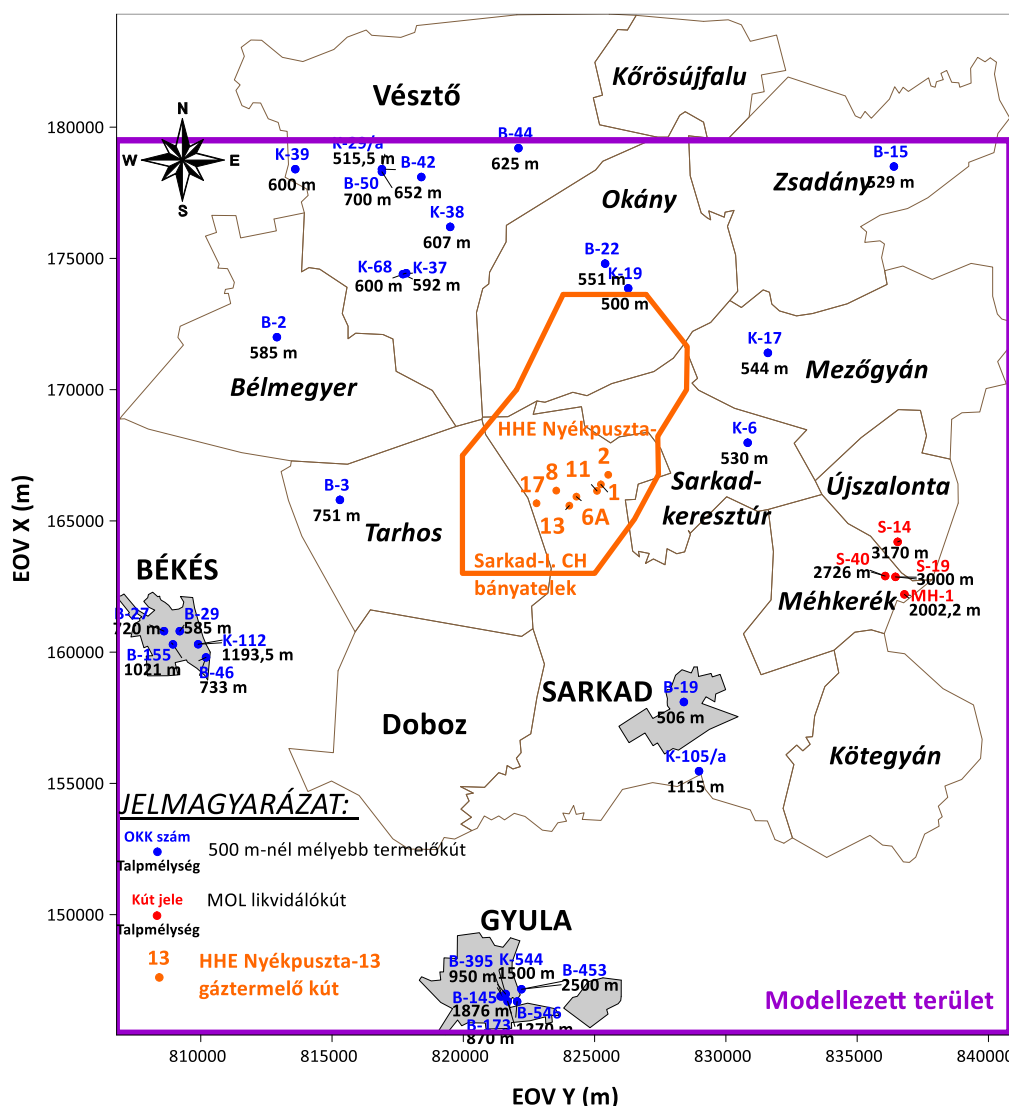 Kőrösújfalu
Vésztő
180000
N
W
E
S
B-44
625 m
K-39
600 m
K-29/a
515,5 m
B-42
652 m
B-50
700 m
B-15
529 m
Zsadány
Okány
K-38
607 m
175000
K-68
600 m
K-37
592 m
B-22
551 m
K-19
500 m
B-2
585 m
Bélmegyer
K-17
544 m
Mezőgyán
170000
HHE Nyékpuszta-
2
11
8
17
1
6A
13
K-6
530 m
Sarkad-
keresztúr
Újszalonta
B-3
751 m
165000
Tarhos
Sarkad-I. CH
bányatelek
S-14
3170 m
S-40
2726 m
S-19
3000 m
MH-1
2002,2 m
Méhkerék
EOV X (m)
BÉKÉS
B-27
720 m
B-29
585 m
K-112
1193,5 m
B-155
1021 m
B-46
733 m
160000
SARKAD
B-19
506 m
Doboz
Kötegyán
K-105/a
1115 m
155000
JELMAGYARÁZAT:
OKK szám
Talpmélység
500 m-nél mélyebb termelőkút
Kút jele
Talpmélység
MOL likvidálókút
13
HHE Nyékpuszta-13
gáztermelő kút
150000
GYULA
B-395
950 m
K-544
1500 m
B-453
2500 m
B-145
1876 m
B-546
1270 m
B-173
870 m
Modellezett terület
810000
815000
820000
825000
830000
835000
840000
EOV Y (m)